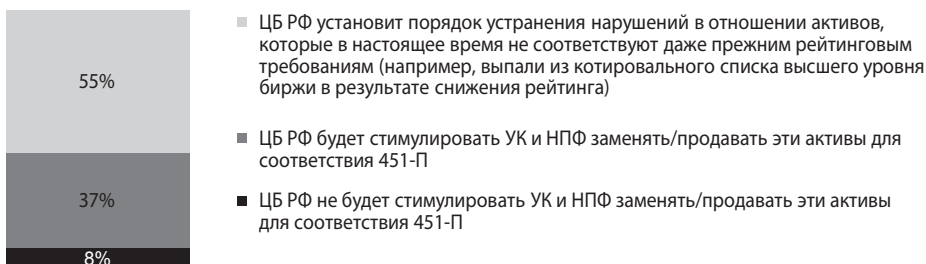 ЦБ РФ установит порядок устранения нарушений в отношении активов,
которые в настоящее время не соответствуют даже прежним рейтинговым
требованиям (например, выпали из котировального списка высшего уровня
биржи в результате снижения рейтинга)
55%
ЦБ РФ будет стимулировать УК и НПФ заменять/продавать эти активы для
соответствия 451-П
37%
ЦБ РФ не будет стимулировать УК и НПФ заменять/продавать эти активы
для соответствия 451-П
8%